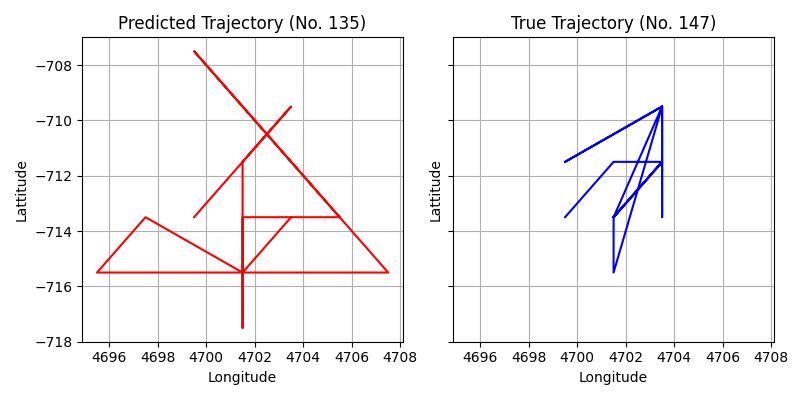 Predicted Trajectory (No. 135)
True Trajectory (No. 147)
−708
−710
−712
−714
−716
−718
Lattitude
Lattitude
4696 4698 4700 4702 4704 4706 4708
4696 4698 4700 4702 4704 4706 4708
Longitude
Longitude